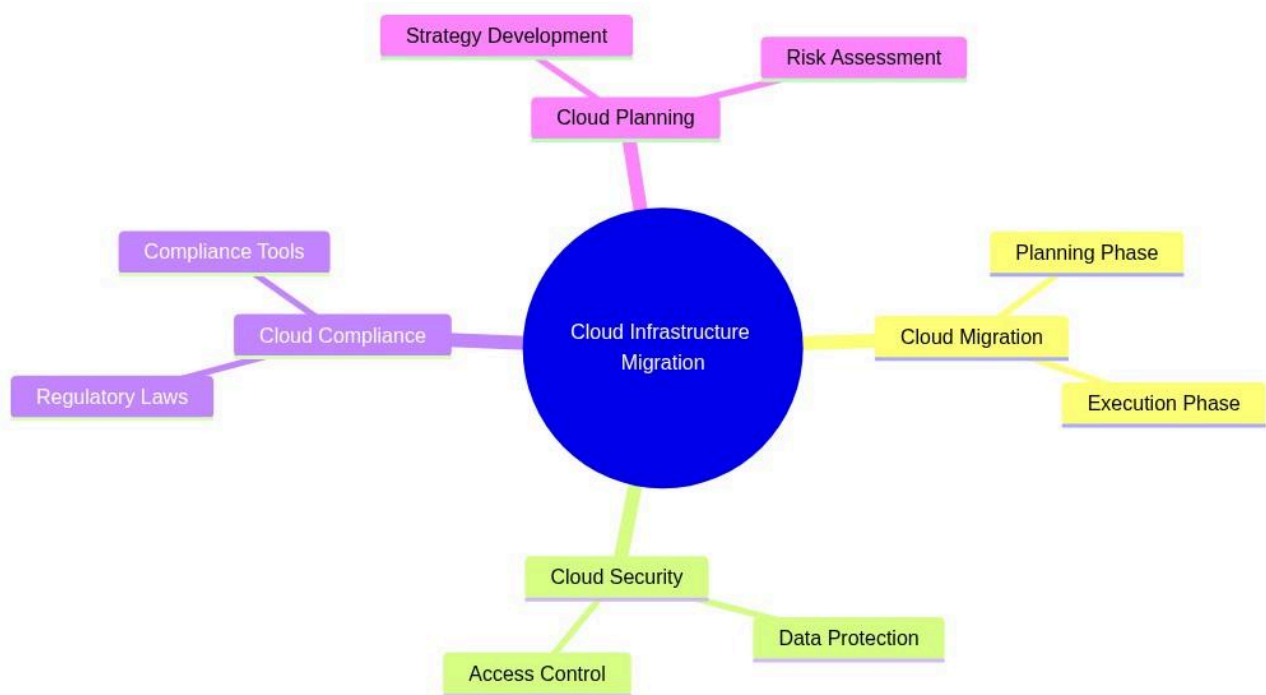 Strategy Development
Risk Assessment
Cloud Planning
Compliance Tools
Cloud Compliance
Regulatory Laws
Cloud Infrastructure
Migration
Planning Phase
Cloud Migration
Execution Phase
Cloud Security
Data Protection
Access Control